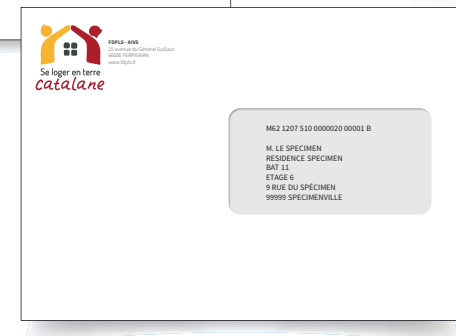 FDPLS - AIVS
25 avenue du Général Guillaut
66000 PERPIGNAN
www.fdpls.fr
Se loger en terre
catalane
M62 1207 510 0000020 00001 B
M. LE SPECIMEN
RESIDENCE SPECIMEN
BAT 11
ETAGE 6
9 RUE DU SPÉCIMEN
99999 SPECIMENVILLE